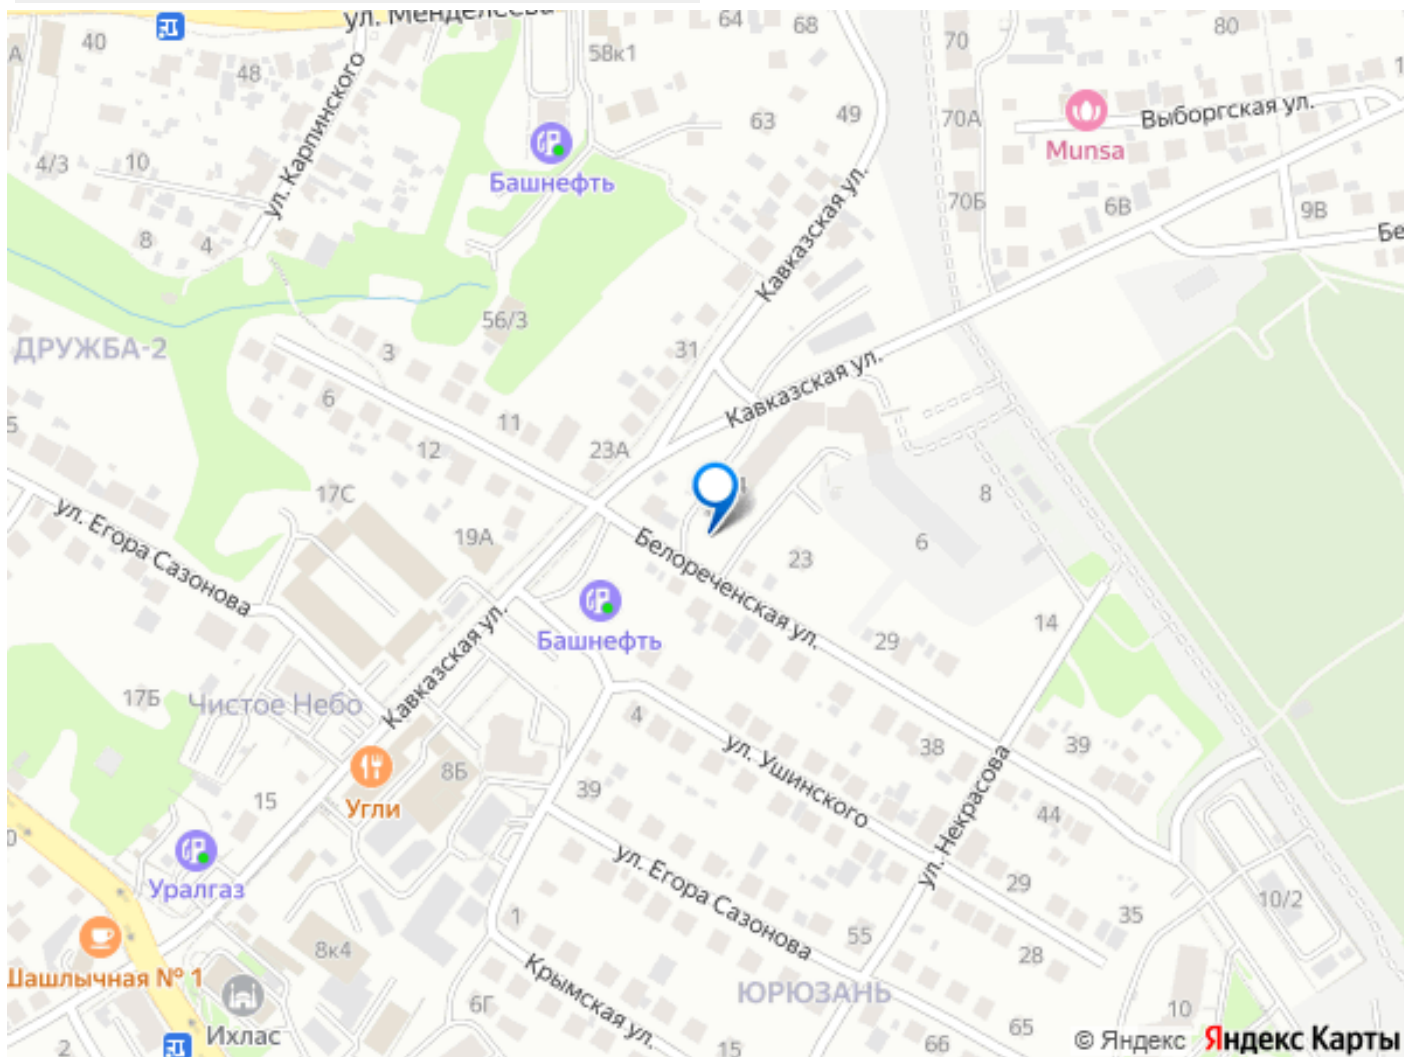 ул. Менделеева
64
68
70
80
40
48
58к1
63
49
70А
Выборгская ул.
Munsa
4/3
10
ул. Карпинского
Башнефть
Кавказская ул.
70Б
6В
9В
Бе
8
4
56/3
ДРУЖБА-2
3
31
Кавказская ул.
6
11
12
23А
17С
ул. Егора Сазонова
19А
8
6
23
Белореченская ул.
Башнефть
14
29
Кавказская ул.
17Б
Чистое Небо
4
ул. Ушинского
38
39
8Б
Угли
15
39
44
ул. Некрасова
Уралгаз
ул. Егора Сазонова
29
35
10/2
1
55
28
8к4
Шашлычная № 1
Крымская ул.
ЮРЮЗАНЬ
6Г
10
Ихлас
65
66
15
2
© Яндекс Яндекс Карты